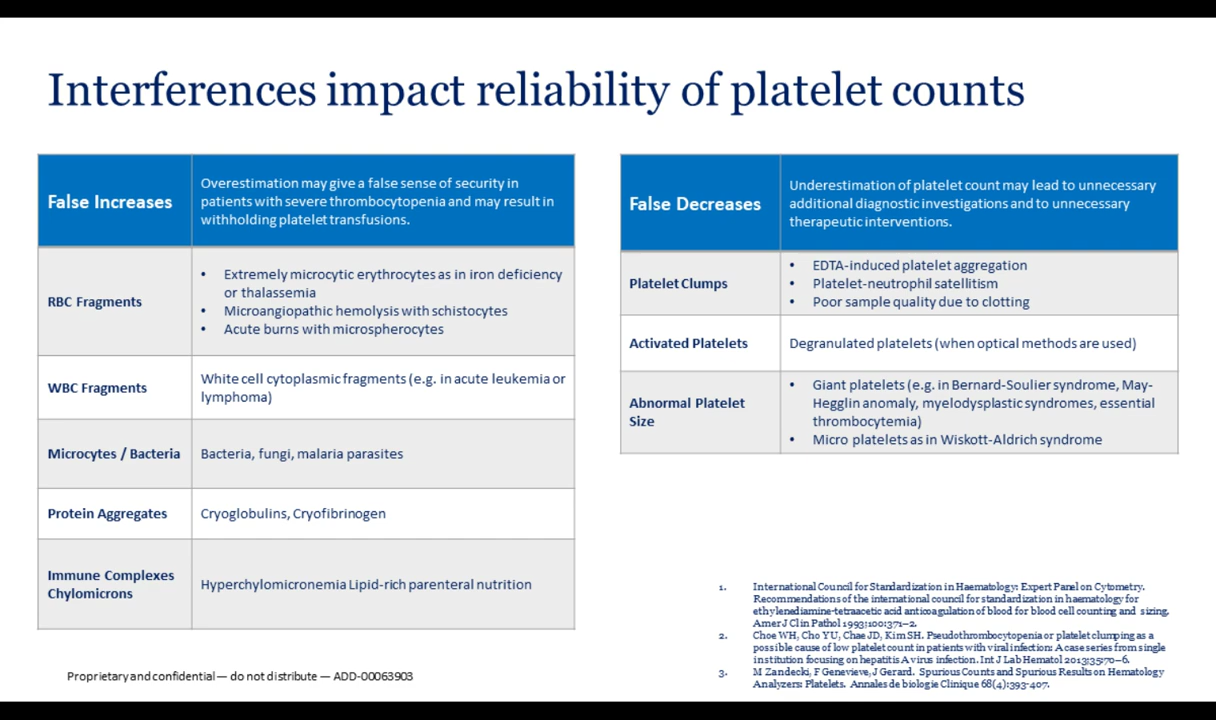 Interferences impact reliability of platelet counts
False Increases
Overestimation may give a false sense of security in
patients with severe thrombocytopenia and may result in
withholding platelet transfusions.
RBC Fragments
• Extremely microcytic erythrocytes as in iron deficiency
or thalassemia
• Microangiopathic hemolysis with schistocytes
• Acute burns with microspherocytes
WBC Fragments
White cell cytoplasmic fragments (e.g. in acute leukemia or
lymphoma)
Microcytes / Bacteria
Bacteria, fungi, malaria parasites
Protein Aggregates
Cryoglobulins, Cryofibrinogen
Immune Complexes
Chylomicrons
Hyperchylomicronemia Lipid-rich parenteral nutrition
False Decreases
Underestimation of platelet count may lead to unnecessary
additional diagnostic investigations and to unnecessary
therapeutic interventions.
Platelet Clumps
• EDTA-induced platelet aggregation
• Platelet-neutrophil satellitism
• Poor sample quality due to clotting
Activated Platelets
Degranulated platelets (when optical methods are used)
Abnormal Platelet
Size
• Giant platelets (e.g. in Bernard-Soulier syndrome, May-
Hegglin anomaly, myelodysplastic syndromes, essential
thrombocytemia)
• Micro platelets as in Wiskott-Aldrich syndrome
1. International Council for Standardization in Haematology: Expert Panel on Cytometry.
Recommendations of the international council for standardization in haematology for
ethylenediamine-tetraacetic acid anticoagulation of blood for blood cell counting and sizing.
Amer J Clin Pathol 1993;100:371–2.
2. Choe WH, Cho YU, Chae JD, Kim SH. Pseudothrombocytopenia or platelet clumping as a
possible cause of low platelet count in patients with viral infection: A case series from single
institution focusing on hepatitis A virus infection. Int J Lab Hematol 2013;35:70–6.
3. M Zandecki, F Genevieve, J Gerard. Spurious Counts and Spurious Results on Hematology
Analyzers: Platelets. Annales de biologie Clinique 68(4):393-407.
Proprietary and confidential — do not distribute — ADD-00063903